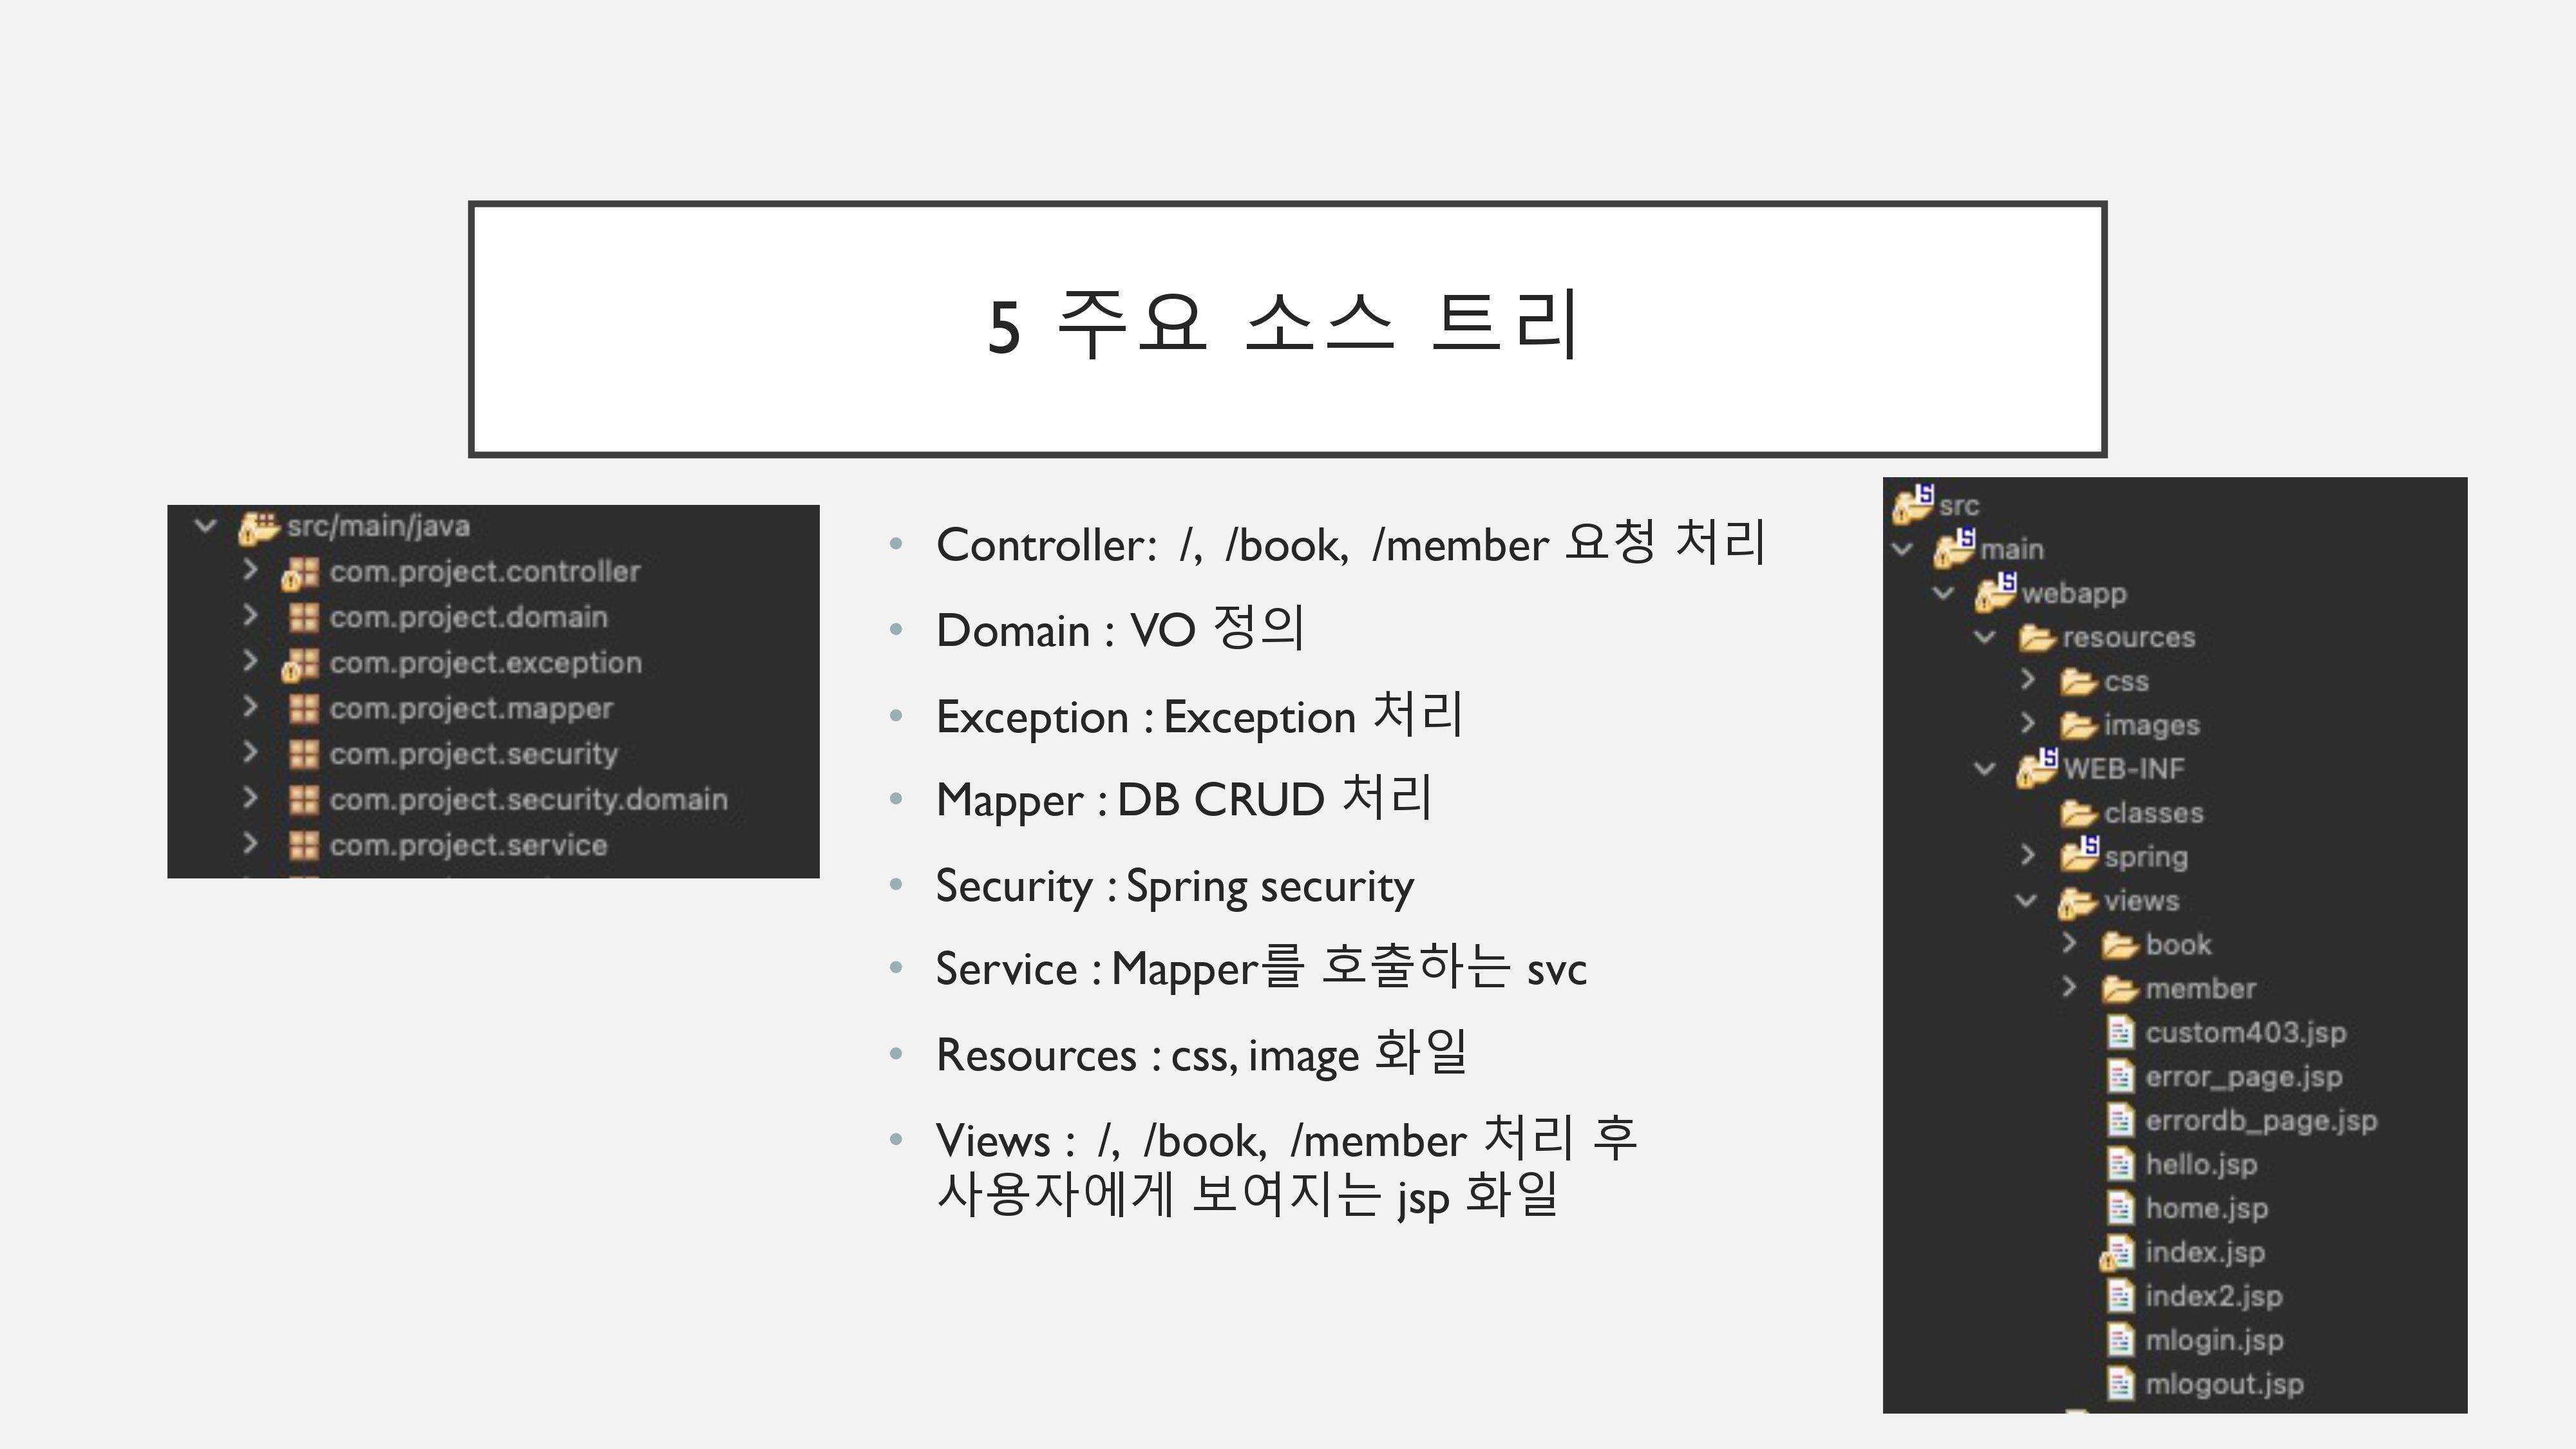 5 주요 소스 트리
src/main/java
com.project.controller
com.project.domain
com.project.exception
com.project.mapper
com.project.security
com.project.security.domain
com.project.service
• Controller: /, /book, /member 요청 처리
• Domain : VO 정의
• Exception : Exception 처리
• Mapper : DB CRUD 처리
• Security : Spring security
• Service : Mapper를 호출하는 svc
• Resources : css, image 화일
• Views : /, /book, /member 처리 후
사용자에게 보여지는 jsp 화일
src
main
webapp
resources
css
images
WEB-INF
classes
spring
views
book
member
custom403.jsp
error_page.jsp
errordb_page.jsp
hello.jsp
home.jsp
index.jsp
index2.jsp
mlogin.jsp
mlogout.jsp